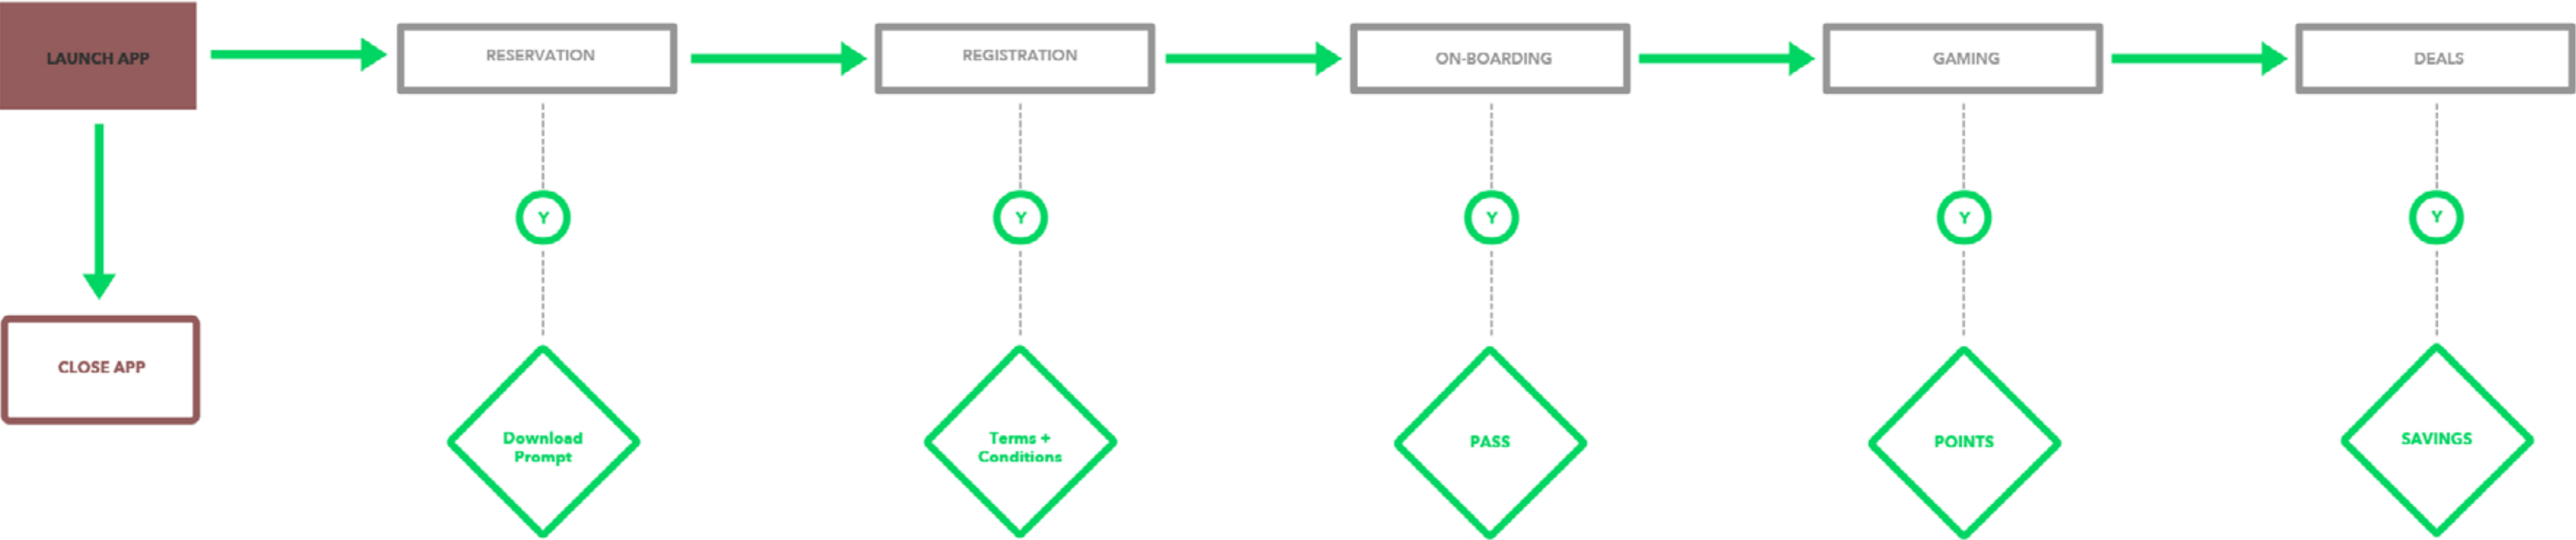 LAUNCH APP
RESERVATION
REGISTRATION
ON-BOARDING
GAMING
DEALS
Y
Y
Y
Y
Y
CLOSE APP
Download
Prompt
Terms +
Conditions
PASS
POINTS
SAVINGS